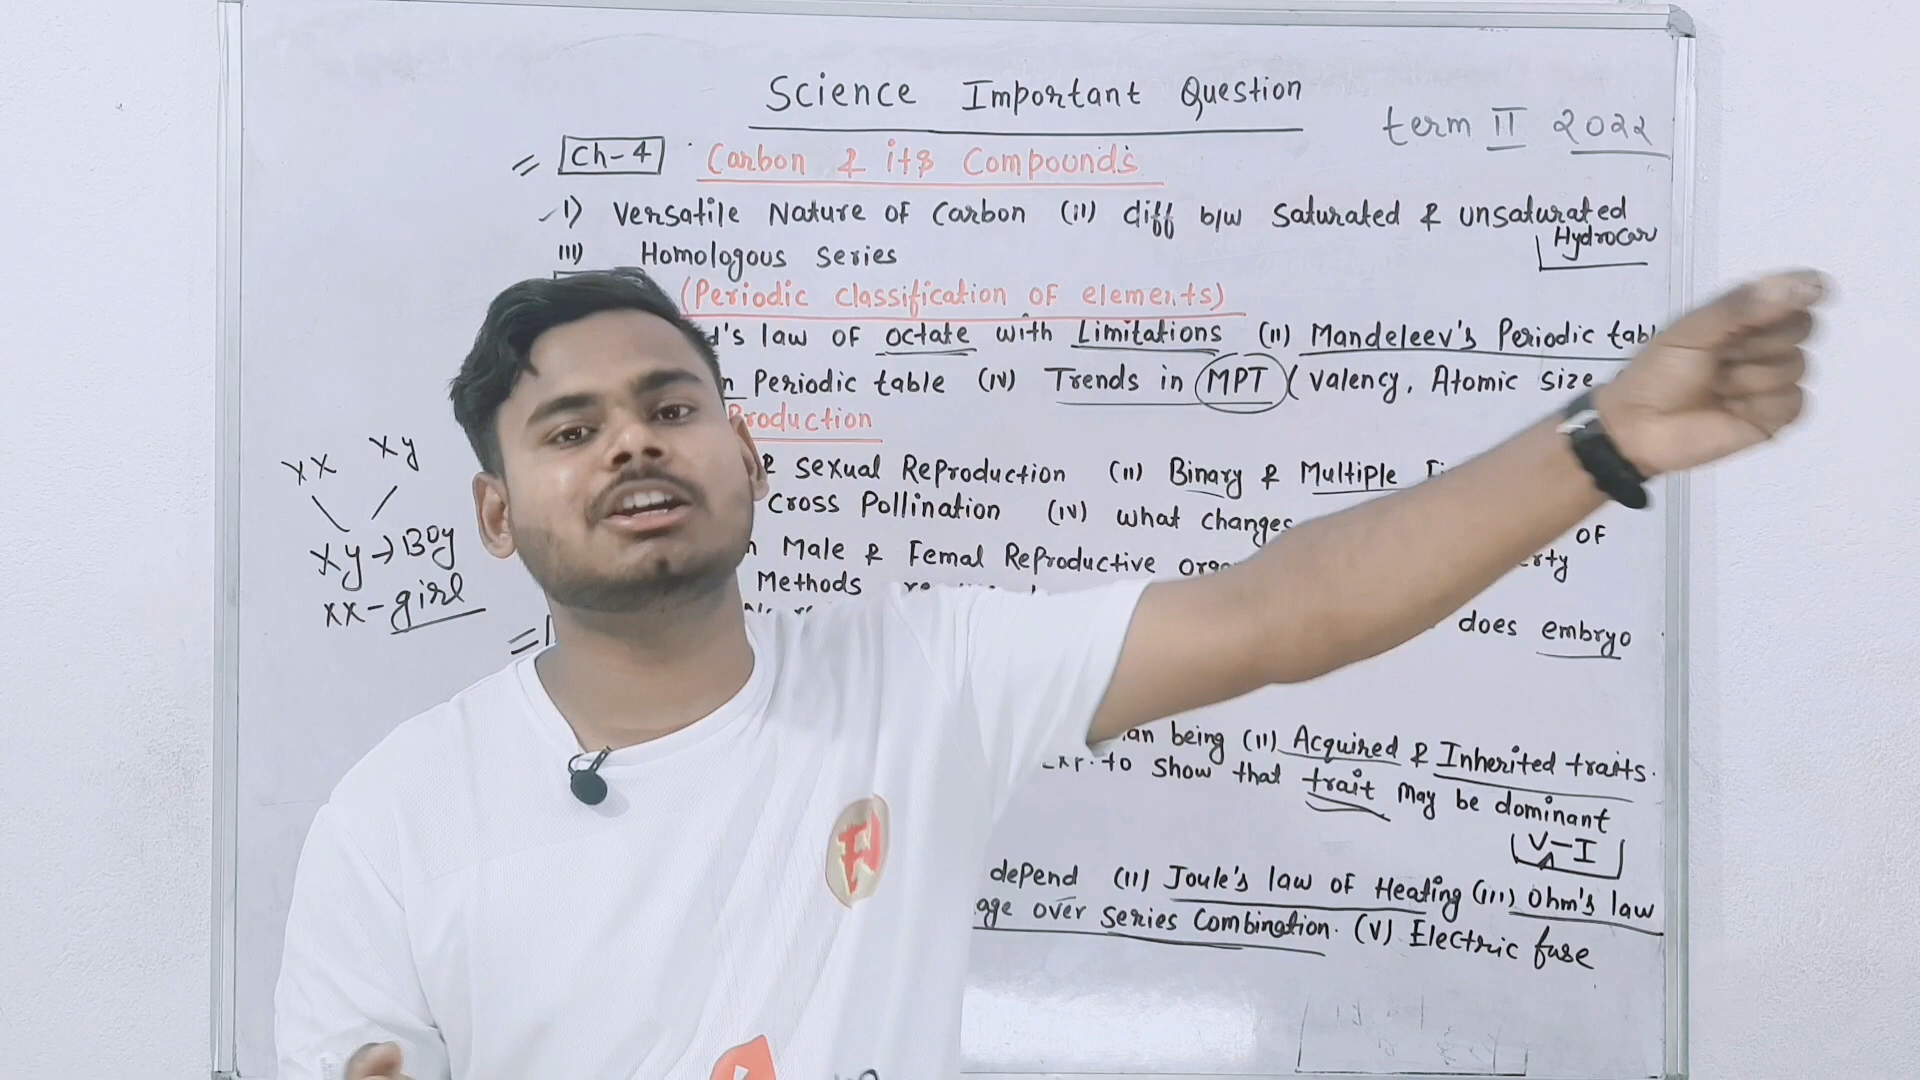 Science Important Question
term II 2022
Ch-4 Carbon & its Compounds
I) Versatile Nature of Carbon (II) diff b/w Saturated & unsaturated
Hydrocar
III) Homologous Series
(Periodic classification of elements)
d's law of octate with Limitations (II) Mandeleev's Periodic tab
n Periodic table (IV) Trends in MPT (valency, Atomic size
Production
& sexual Reproduction (II) Binary & Multiple
Cross Pollination (IV) what changes
of
n Male & Femal Reproductive orga
rty
Methods
does embryo
xx xy
xy → Boy
xx - girl
an being (II) Acquired & Inherited traits.
Exp. to show that trait may be dominant
V-I
depend (II) Joule's law of Heating (III) Ohm's law
age over series Combination. (V) Electric fuse